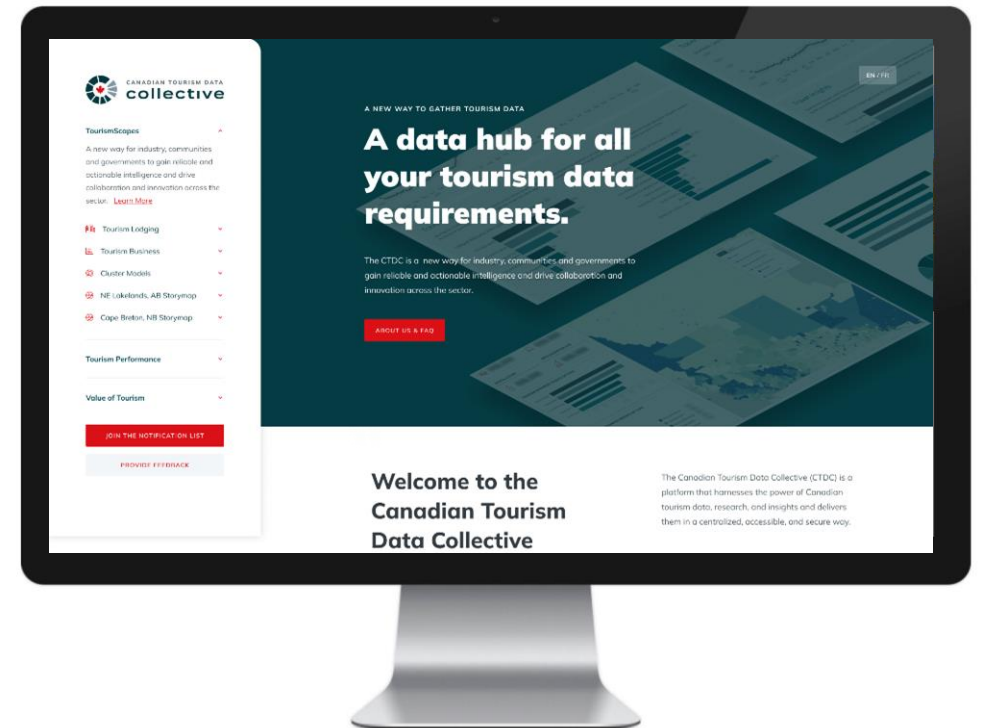 CANADIAN TOURISM DATA
collective
TourismScapes
A new way for industry, communities
and governments to gain reliable and
actionable intelligence and drive
collaboration and innovation across the
sector. Learn More
Tourism Lodging
Tourism Business
Cluster Models
NE Lakelands, AB Storymap
Cape Breton, NB Storymap
Tourism Performance
Value of Tourism
JOIN THE NOTIFICATION LIST
PROVIDE FEEDBACK
EN / FR
A NEW WAY TO GATHER TOURISM DATA
A data hub for all
your tourism data
requirements.
The CTDC is a new way for industry, communities and governments to
gain reliable and actionable intelligence and drive collaboration and
innovation across the sector.
ABOUT US & FAQ
Welcome to the
Canadian Tourism
Data Collective
The Canadian Tourism Data Collective (CTDC) is a
platform that harnesses the power of Canadian
tourism data, research, and insights and delivers
them in a centralized, accessible, and secure way.